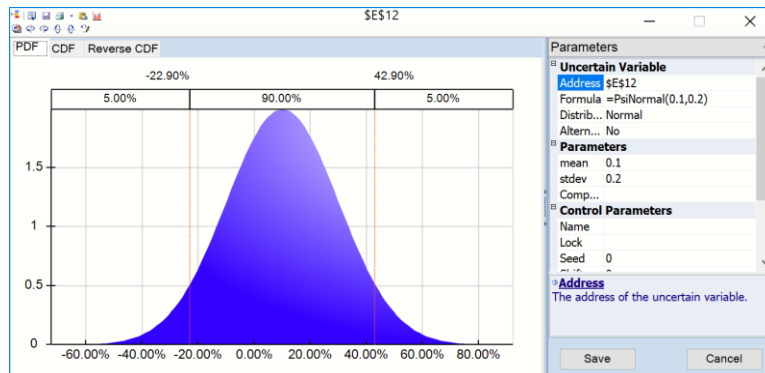 $E$12
PDF CDF Reverse CDF
-22.90% 42.90%
5.00% 90.00% 5.00%
1.5
1
0.5
0
-60.00% -40.00% -20.00% 0.00% 20.00% 40.00% 60.00% 80.00%
Parameters
Uncertain Variable
Address $E$12
Formula =PsiNormal(0.1,0.2)
Distrib... Normal
Altern... No
Parameters
mean 0.1
stdev 0.2
Comp...
Control Parameters
Name
Lock
Seed 0
Address
The address of the uncertain variable.
Save Cancel